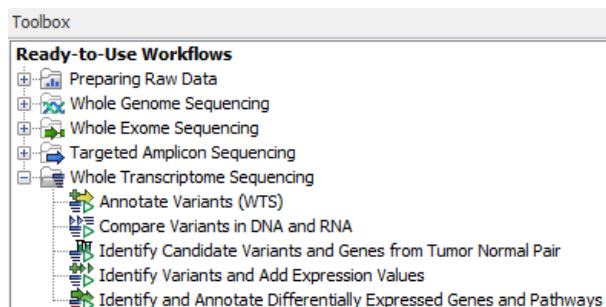 Toolbox
Ready-to-Use Workflows
Preparing Raw Data
Whole Genome Sequencing
Whole Exome Sequencing
Targeted Amplicon Sequencing
Whole Transcriptome Sequencing
Annotate Variants (WTS)
Compare Variants in DNA and RNA
Identify Candidate Variants and Genes from Tumor Normal Pair
Identify Variants and Add Expression Values
Identify and Annotate Differentially Expressed Genes and Pathways